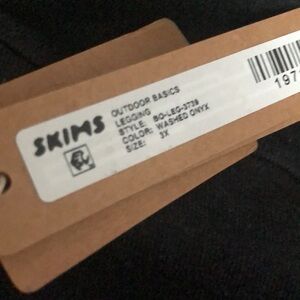 SKIMS
OUTDOOR BASICS
LEGGING
STYLE: BO-LEG-3739
COLOR: WASHED ONYX
SIZE: 3X
197